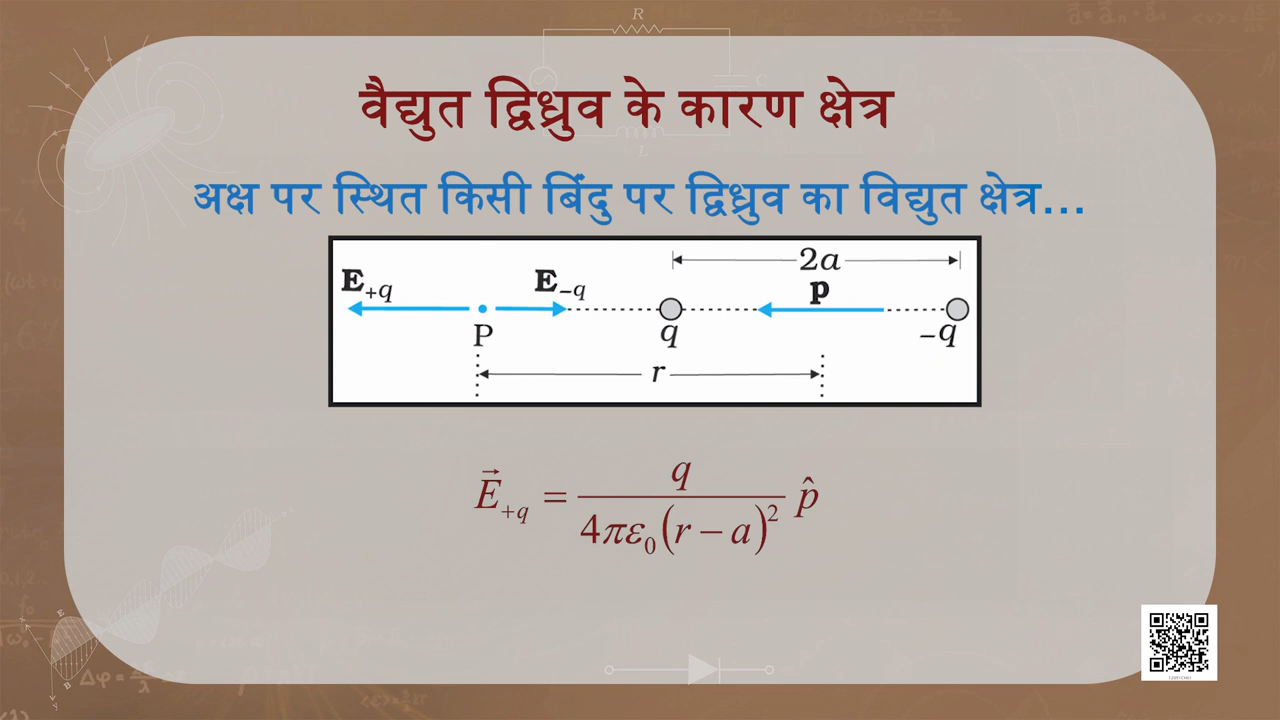 वैद्युत द्विध्रुव के कारण क्षेत्र
अक्ष पर स्थित किसी बिंदु पर द्विध्रुव का विद्युत क्षेत्र...
2a
E+q E−q p
P q −q
r
E⃗+q = q / 4πε0(r − a)² p̂
R
C
L